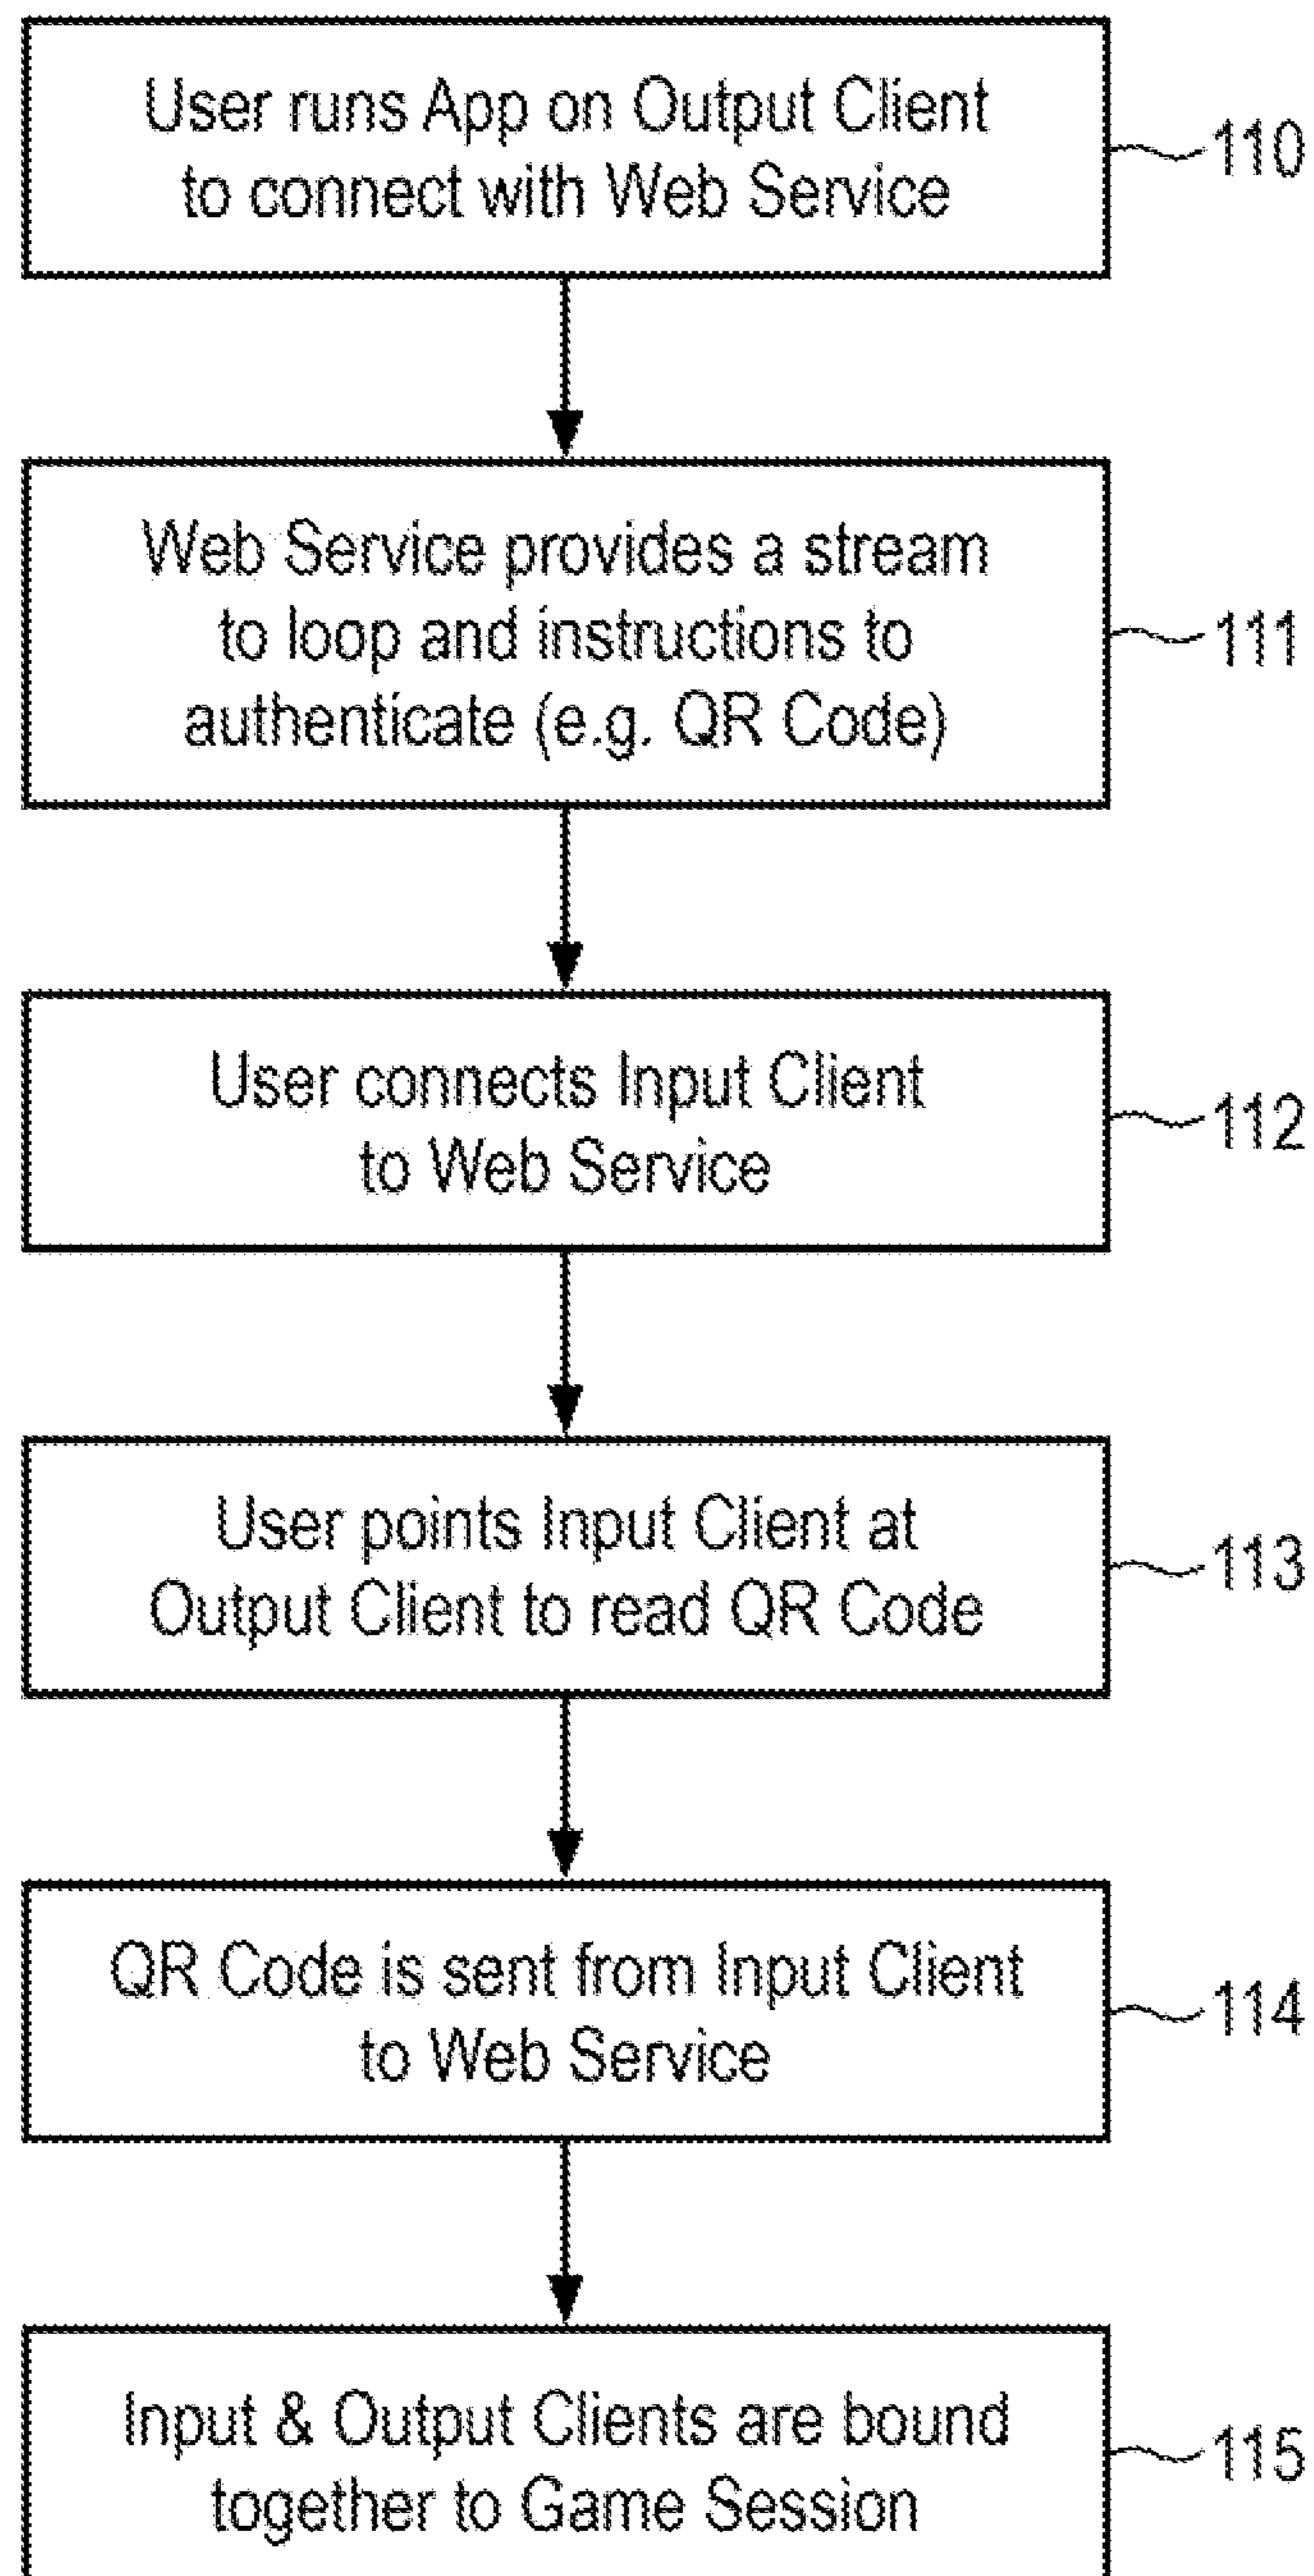 User runs App on Output Client
to connect with Web Service
110
Web Service provides a stream
to loop and instructions to
authenticate (e.g. QR Code)
111
User connects Input Client
to Web Service
112
User points Input Client at
Output Client to read QR Code
113
QR Code is sent from Input Client
to Web Service
114
Input & Output Clients are bound
together to Game Session
115